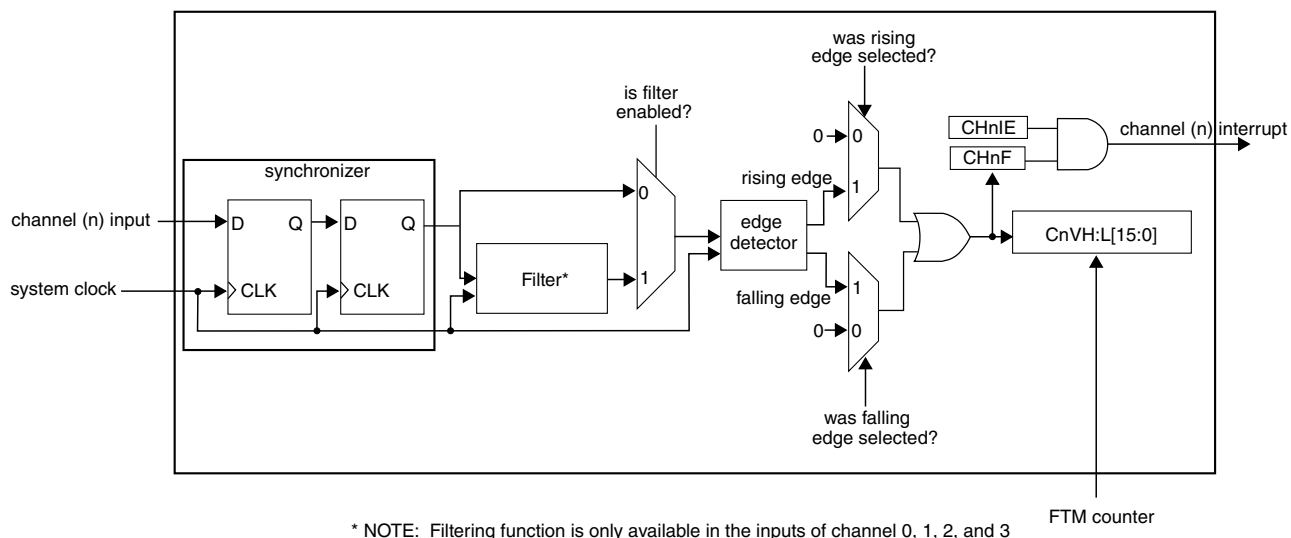 was rising
edge selected?
is filter
enabled?
CHnIE
channel (n) interrupt
0
0
CHnF
synchronizer
rising edge
1
0
channel (n) input
D
Q
D
Q
edge
detector
CnVH:L[15:0]
Filter*
1
system clock
CLK
CLK
falling edge
1
0
0
was falling
edge selected?
FTM counter
* NOTE: Filtering function is only available in the inputs of channel 0, 1, 2, and 3